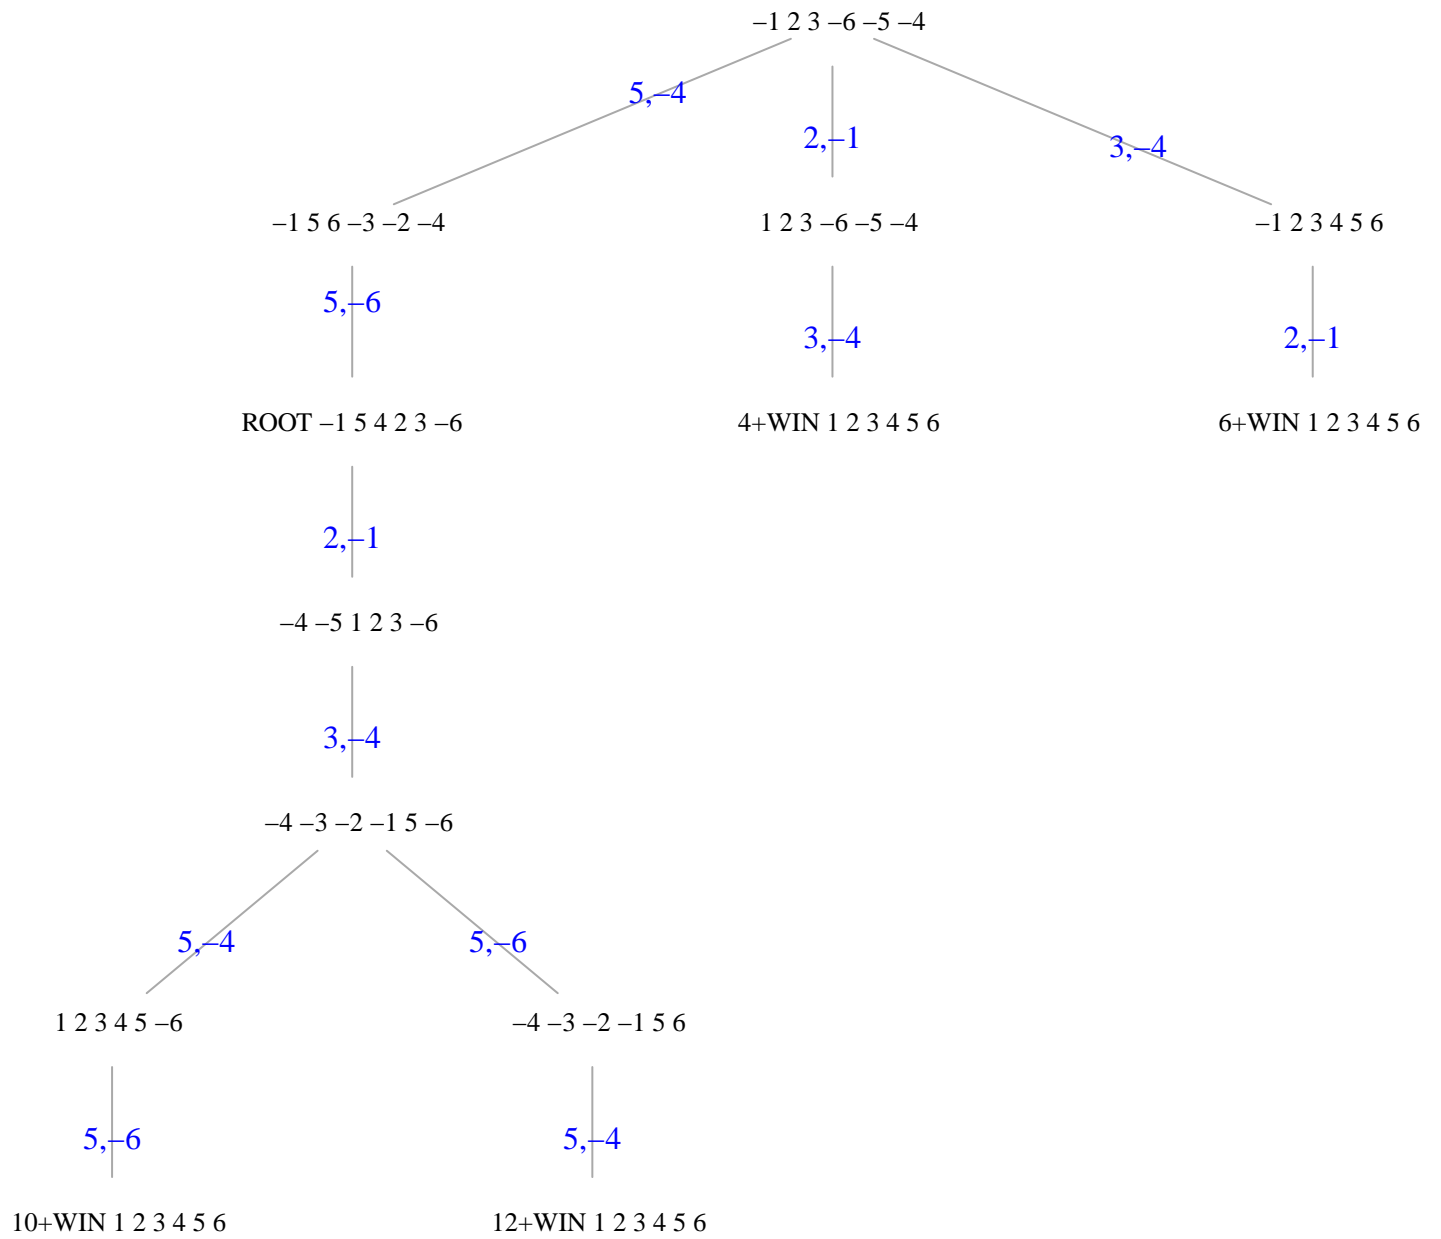 –1 2 3 –6 –5 –4
5,–4
2,–1
3,–4
–1 5 6 –3 –2 –4
1 2 3 –6 –5 –4
–1 2 3 4 5 6
5,–6
3,–4
2,–1
ROOT –1 5 4 2 3 –6
4+WIN 1 2 3 4 5 6
6+WIN 1 2 3 4 5 6
2,–1
–4 –5 1 2 3 –6
3,–4
–4 –3 –2 –1 5 –6
5,–4
5,–6
1 2 3 4 5 –6
–4 –3 –2 –1 5 6
5,–6
5,–4
10+WIN 1 2 3 4 5 6
12+WIN 1 2 3 4 5 6